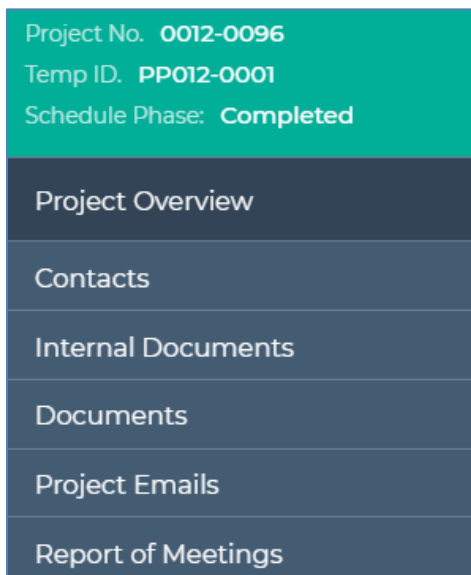 Project No. 0012-0096
Temp ID. PP012-0001
Schedule Phase: Completed
Project Overview
Contacts
Internal Documents
Documents
Project Emails
Report of Meetings